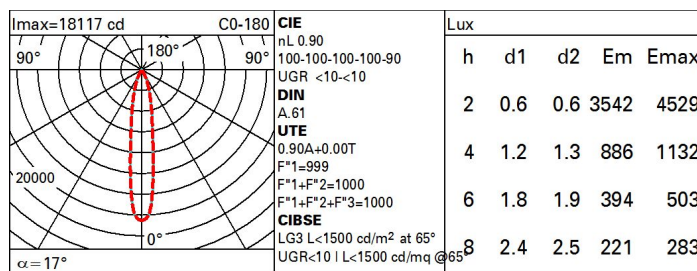 Imax=18117 cd C0-180
90° 180° 90°
20000
0°
α=17°
CIE
nL 0.90
100-100-100-100-90
UGR <10-<10
DIN
A.61
UTE
0.90A+0.00T
F"1=999
F"1+F"2=1000
F"1+F"2+F"3=1000
CIBSE
LG3 L<1500 cd/m² at 65°
UGR<10 | L<1500 cd/mq @65°
Lux
h d1 d2 Em Emax
2 0.6 0.6 3542 4529
4 1.2 1.3 886 1132
6 1.8 1.9 394 503
8 2.4 2.5 221 283